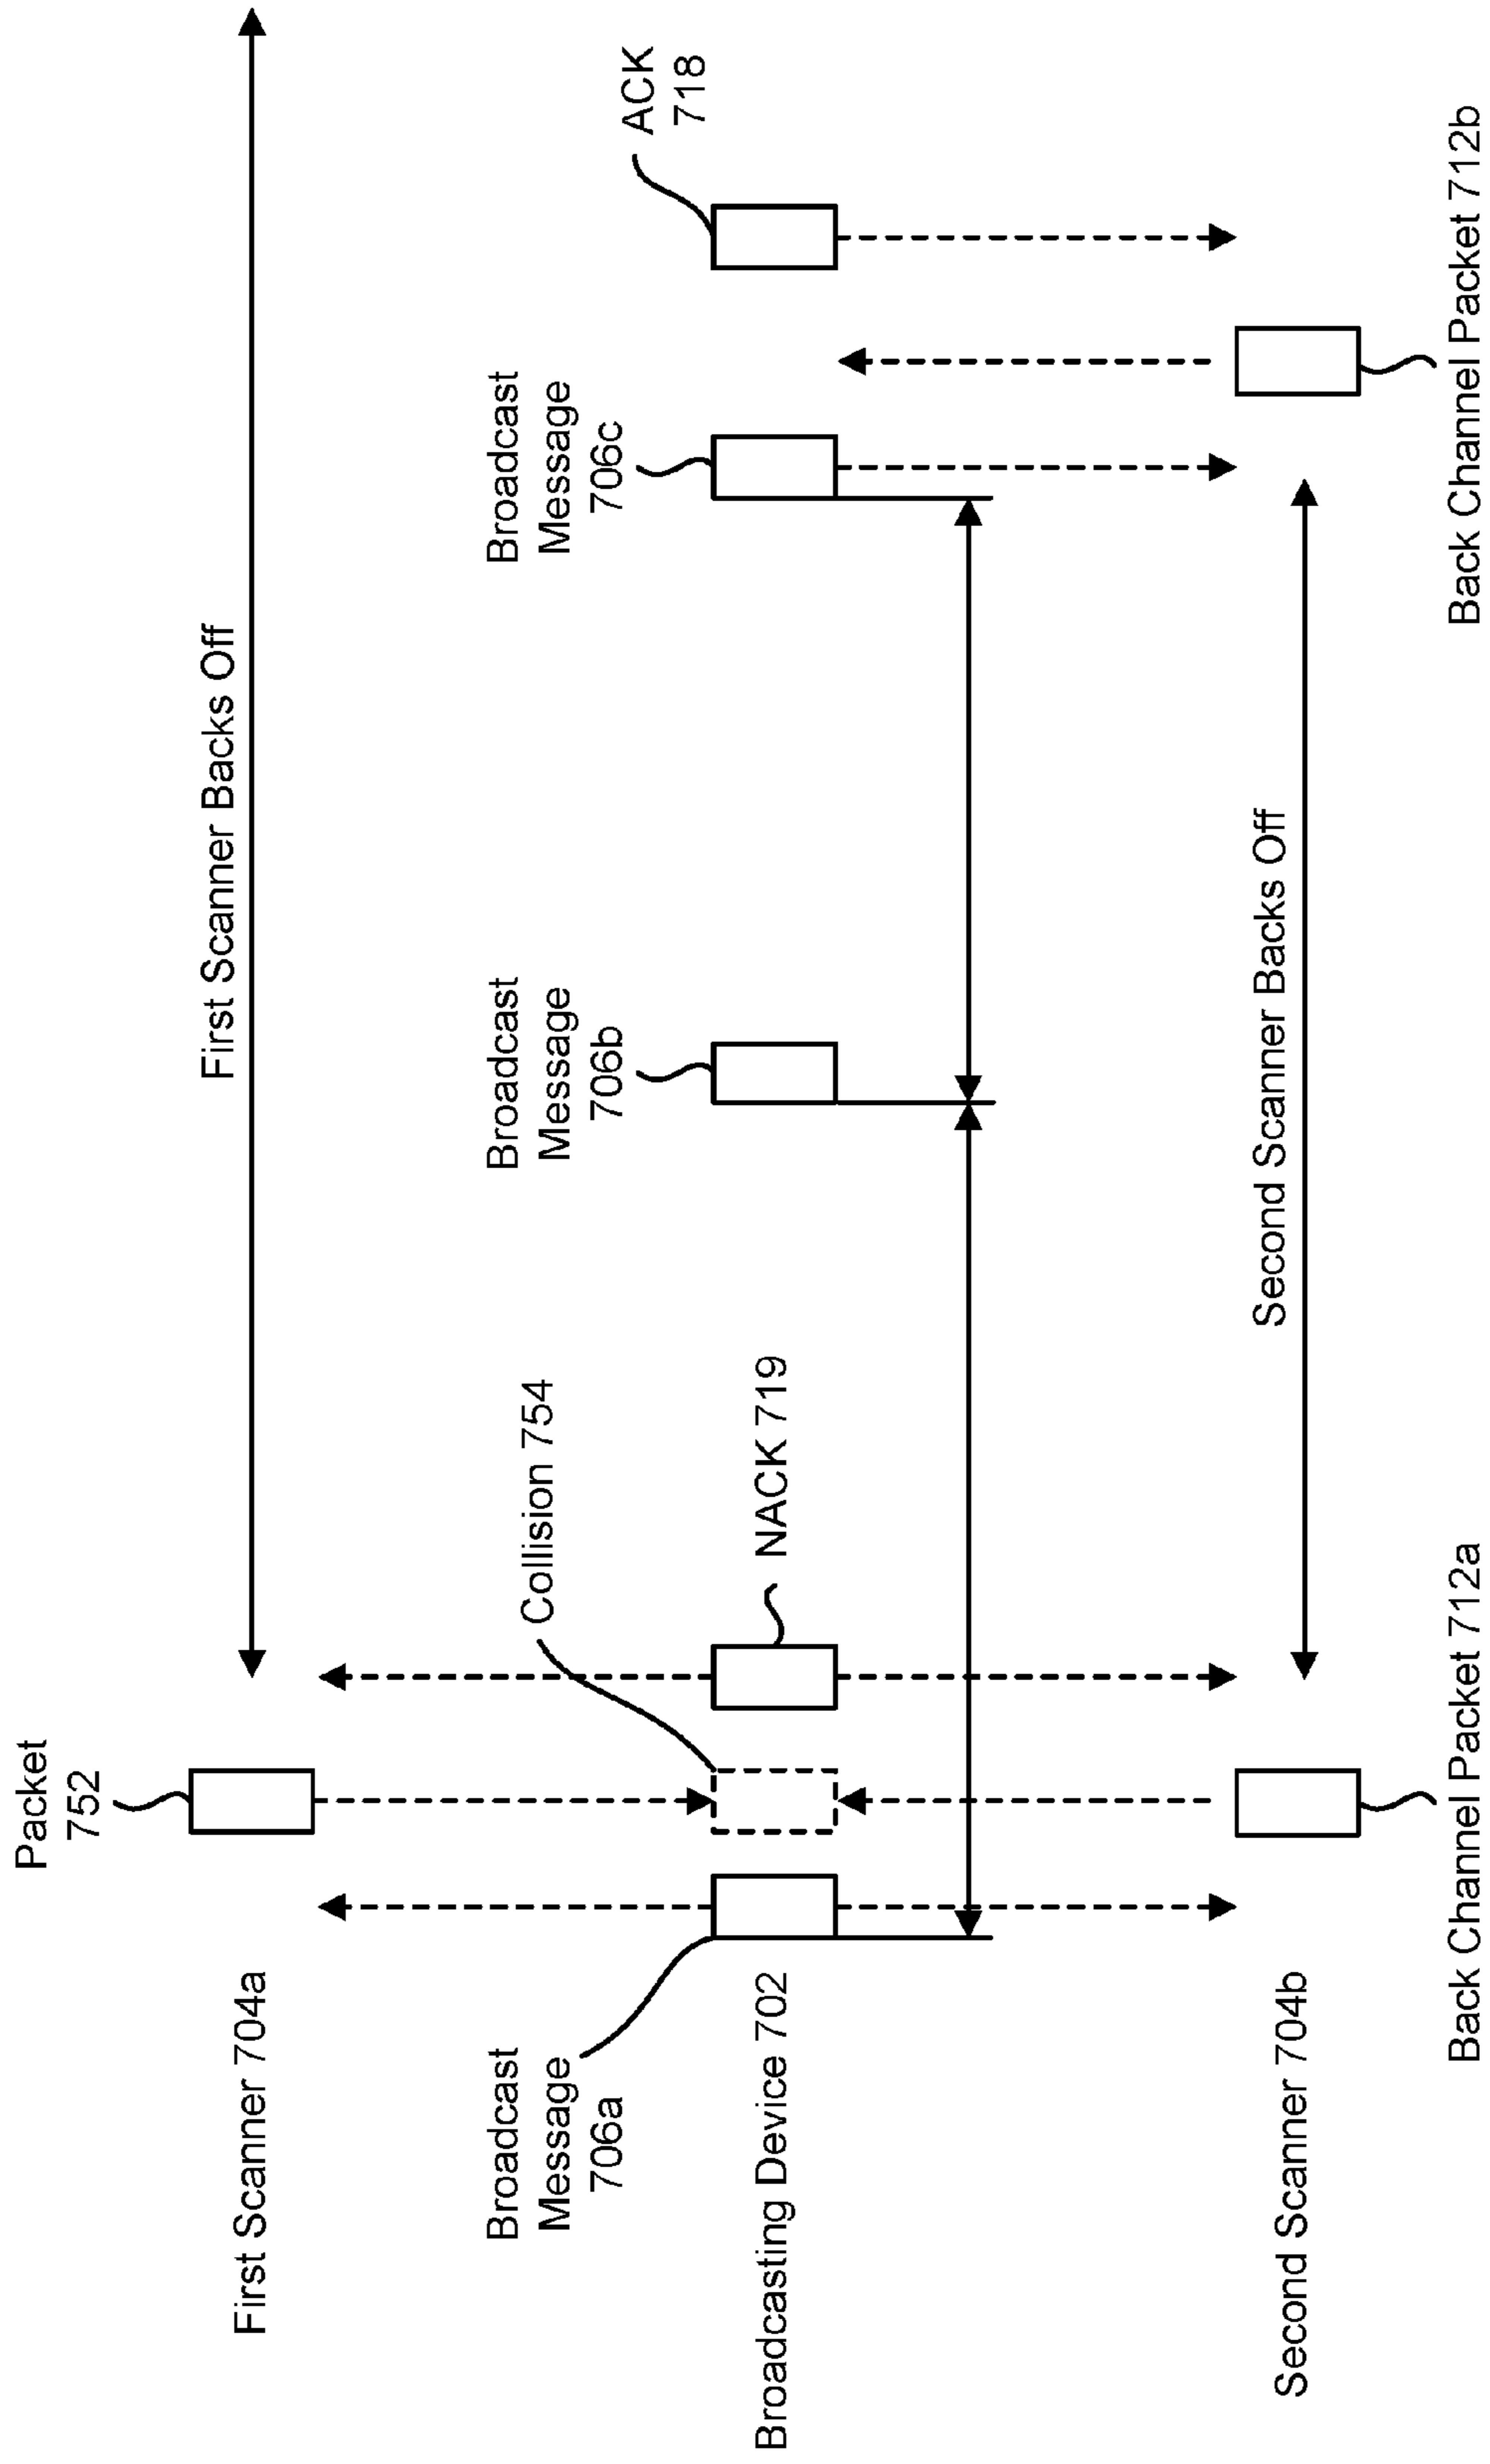 Packet
752
First Scanner Backs Off
First Scanner 704a
Collision 754
Broadcast
Message
706a
Broadcast
Message
706b
Broadcast
Message
706c
ACK
718
NACK 719
Broadcasting Device 702
Second Scanner Backs Off
Second Scanner 704b
Back Channel Packet 712a
Back Channel Packet 712b